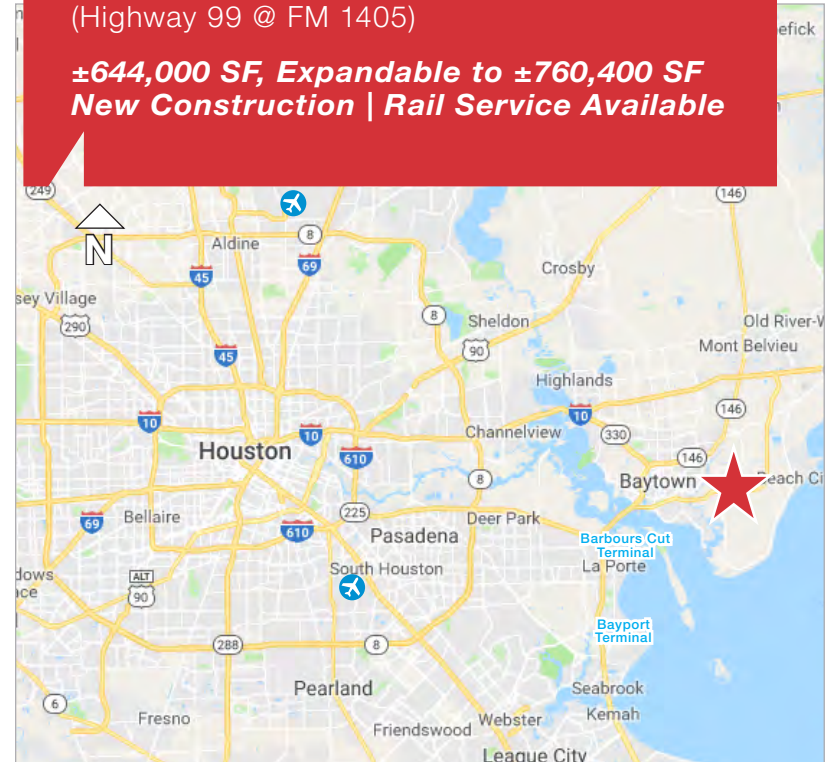 (Highway 99 @ FM 1405)
±644,000 SF, Expandable to ±760,400 SF
New Construction | Rail Service Available
efick
249
146
N
Aldine
8
45
69
Crosby
sey Village
290
8
Sheldon
Old River-W
90
Mont Belvieu
45
Highlands
10
10
146
10
Channelview
330
Houston
610
146
Baytown
Beach Ci
8
69
Bellaire
225
Deer Park
610
Pasadena
Barbours Cut
Terminal
La Porte
South Houston
dows
ace
ALT
90
Bayport
Terminal
288
8
Pearland
Seabrook
6
Fresno
Webster
Kemah
Friendswood
League City